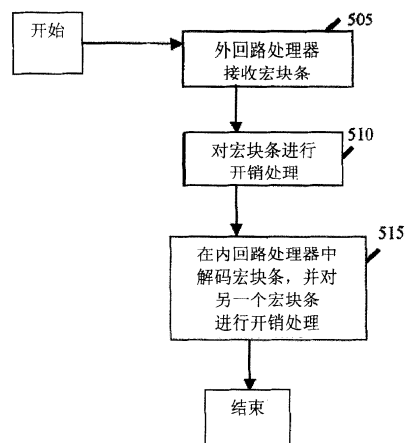 开始
505
外回路处理器
接收宏块条
510
对宏块条进行
开销处理
515
在内回路处理器中
解码宏块条，并对
另一个宏块条
进行开销处理
结束